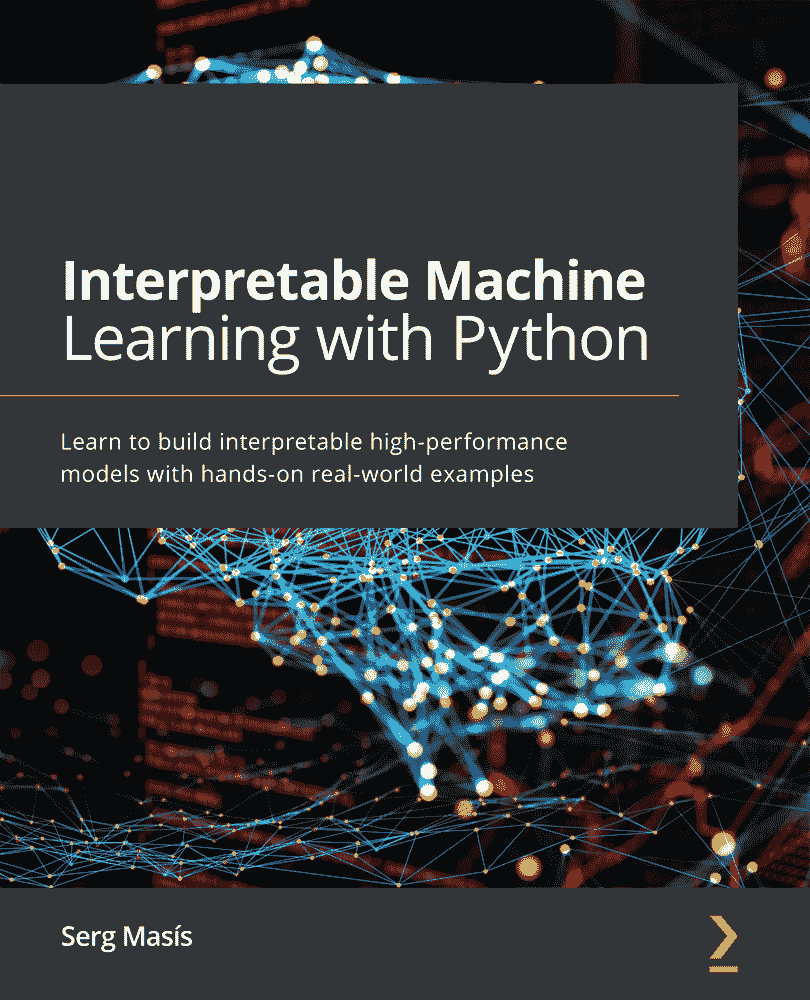 Interpretable Machine
Learning with Python
Learn to build interpretable high-performance
models with hands-on real-world examples
Serg Masís